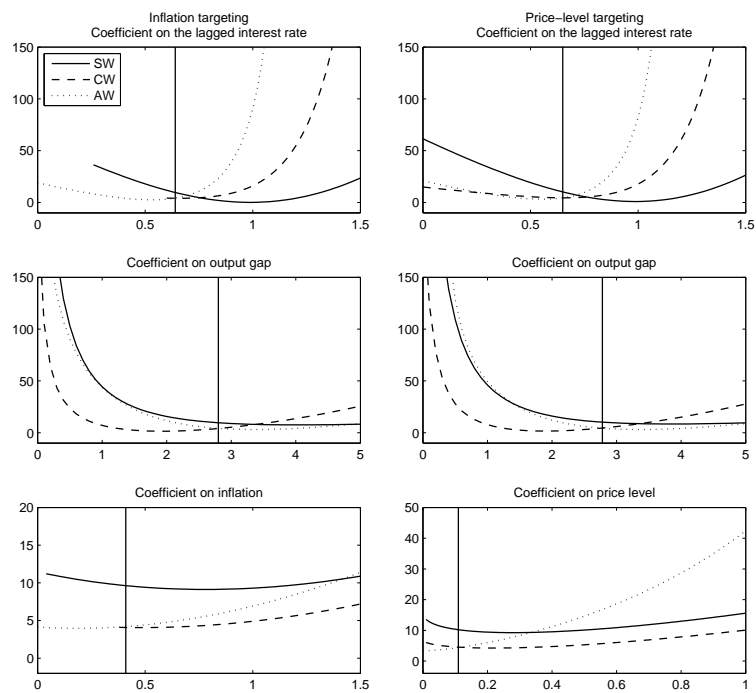 Inflation targeting
Coefficient on the lagged interest rate
150
100
50
0
SW
CW
AW
0 0.5 1 1.5
Price−level targeting
Coefficient on the lagged interest rate
150
100
50
0
0 0.5 1 1.5
Coefficient on output gap
150
100
50
0
0 1 2 3 4 5
Coefficient on output gap
150
100
50
0
0 1 2 3 4 5
Coefficient on inflation
20
15
10
5
0
0 0.5 1 1.5
Coefficient on price level
50
40
30
20
10
0
0 0.2 0.4 0.6 0.8 1